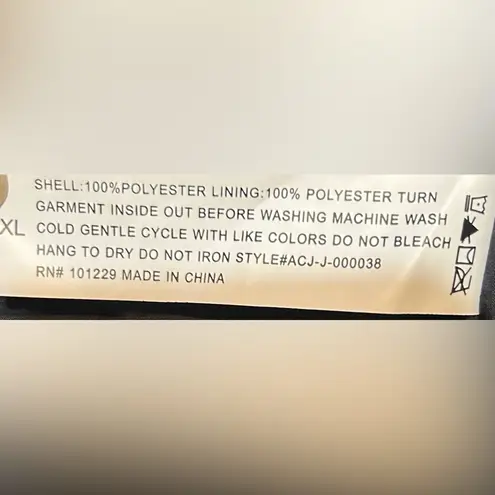 SHELL:100%POLYESTER LINING:100% POLYESTER TURN
GARMENT INSIDE OUT BEFORE WASHING MACHINE WASH
XL COLD GENTLE CYCLE WITH LIKE COLORS DO NOT BLEACH
HANG TO DRY DO NOT IRON STYLE#ACJ-J-000038
RN# 101229 MADE IN CHINA